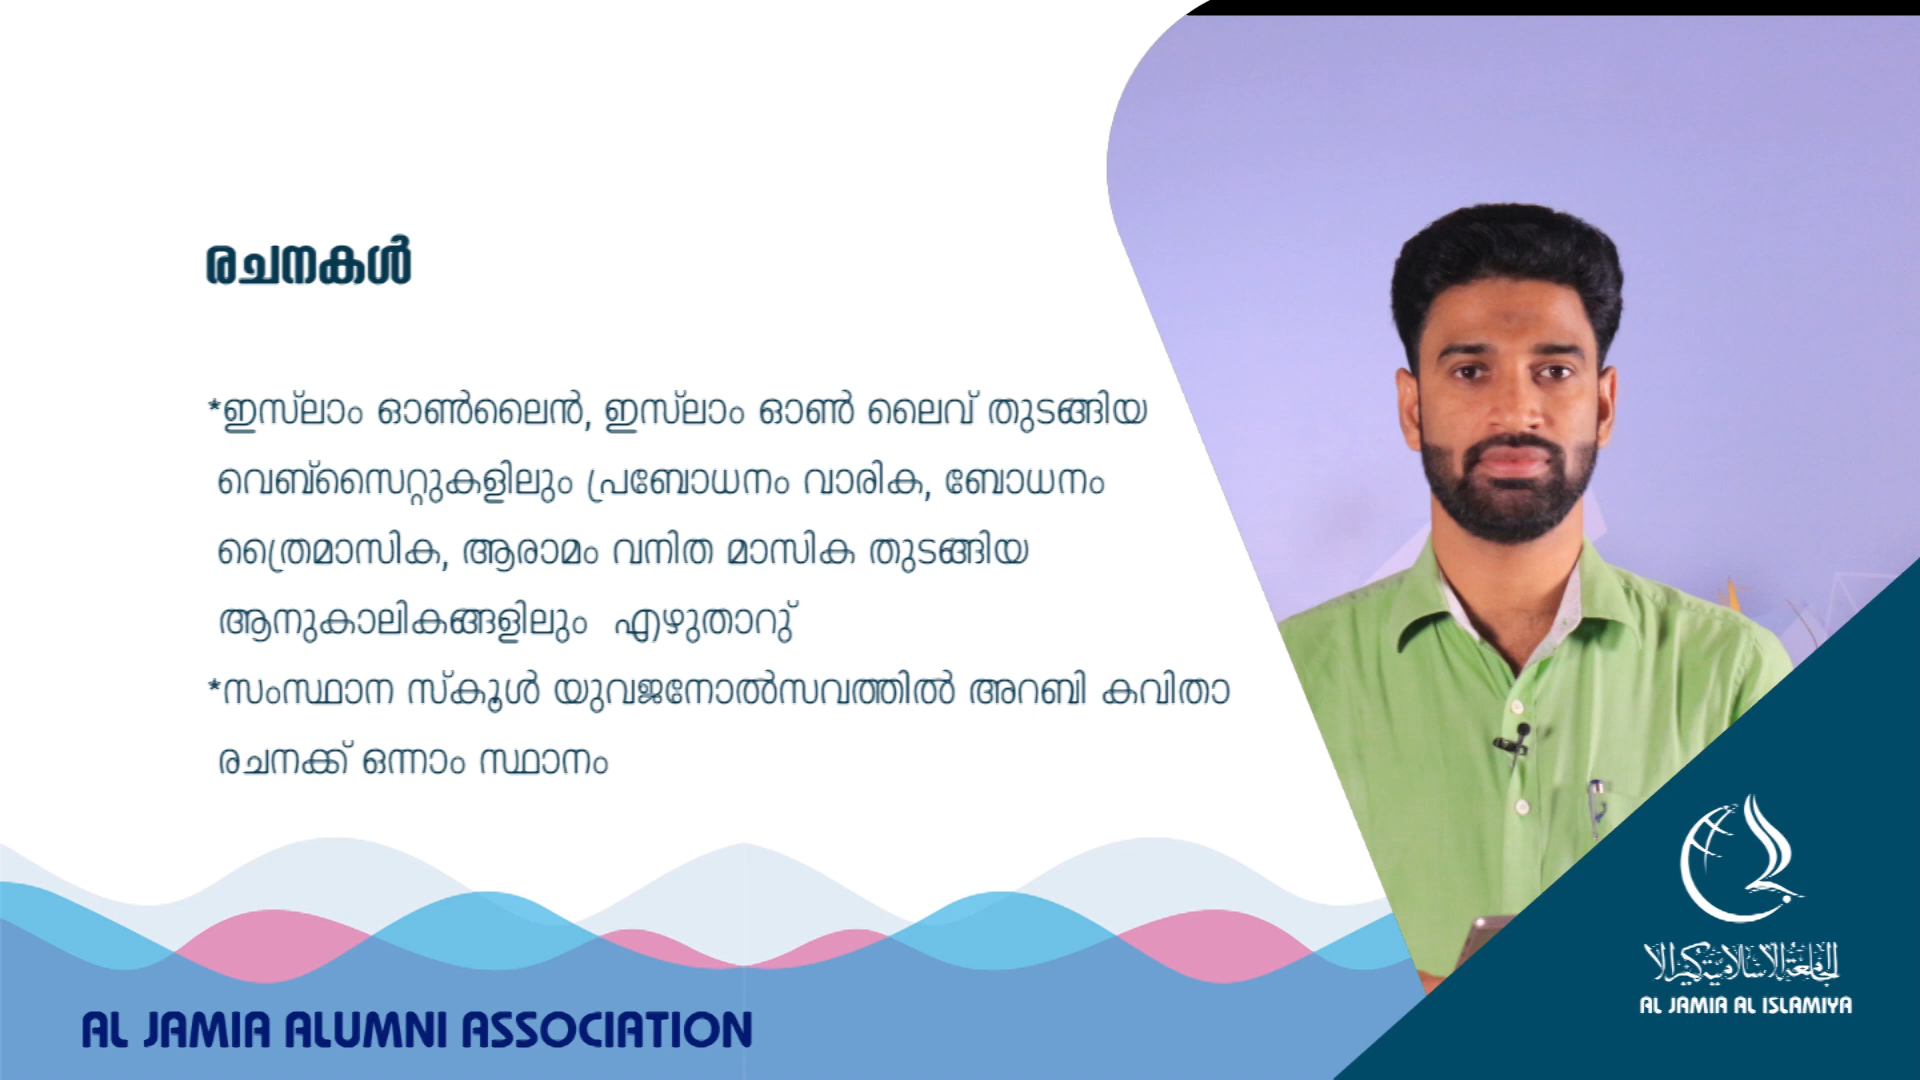 രചനകൾ
*ഇസ്‌ലാം ഓൺലൈൻ, ഇസ്‌ലാം ഓൺ ലൈവ് തുടങ്ങിയ
വെബ്സൈറ്റുകളിലും പ്രബോധനം വാരിക, ബോധനം
ത്രൈമാസിക, ആരാമം വനിത മാസിക തുടങ്ങിയ
ആനുകാലികങ്ങളിലും എഴുതാറു്
*സംസ്ഥാന സ്കൂൾ യുവജനോൽസവത്തിൽ അറബി കവിതാ
രചനക്ക് ഒന്നാം സ്ഥാനം
AL JAMIA ALUMNI ASSOCIATION
AL JAMIA AL ISLAMIYA